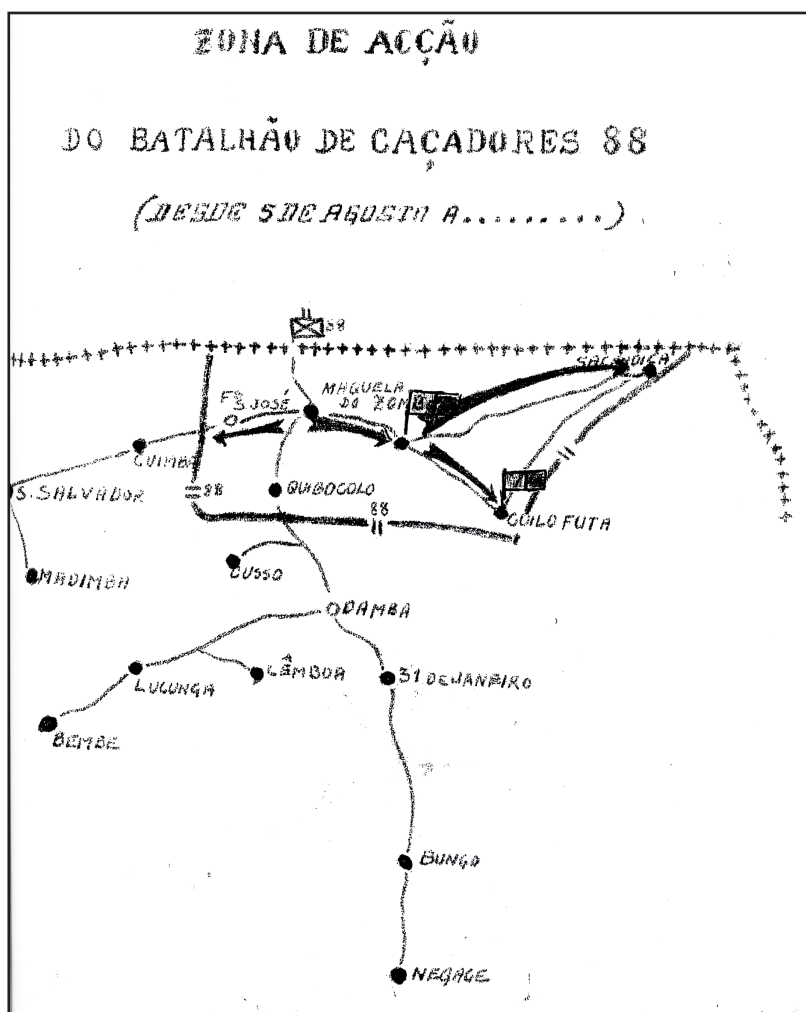 ZONA DE ACÇÃO
DO BATALHÃO DE CAÇADORES 88
(DESDE 5 DE AGOSTO A.........)
88
SACANDICA
Fª S. JOSÉ
MAQUELA
DO ZOMBO
CUIMBA
S. SALVADOR
88
QUIBOCOLO
88
CUILO FUTA
MADIMBA
CUSSO
DAMBA
LUCUNGA
LÊMBOA
31 DE JANEIRO
BEMBE
BUNGO
NEGAGE